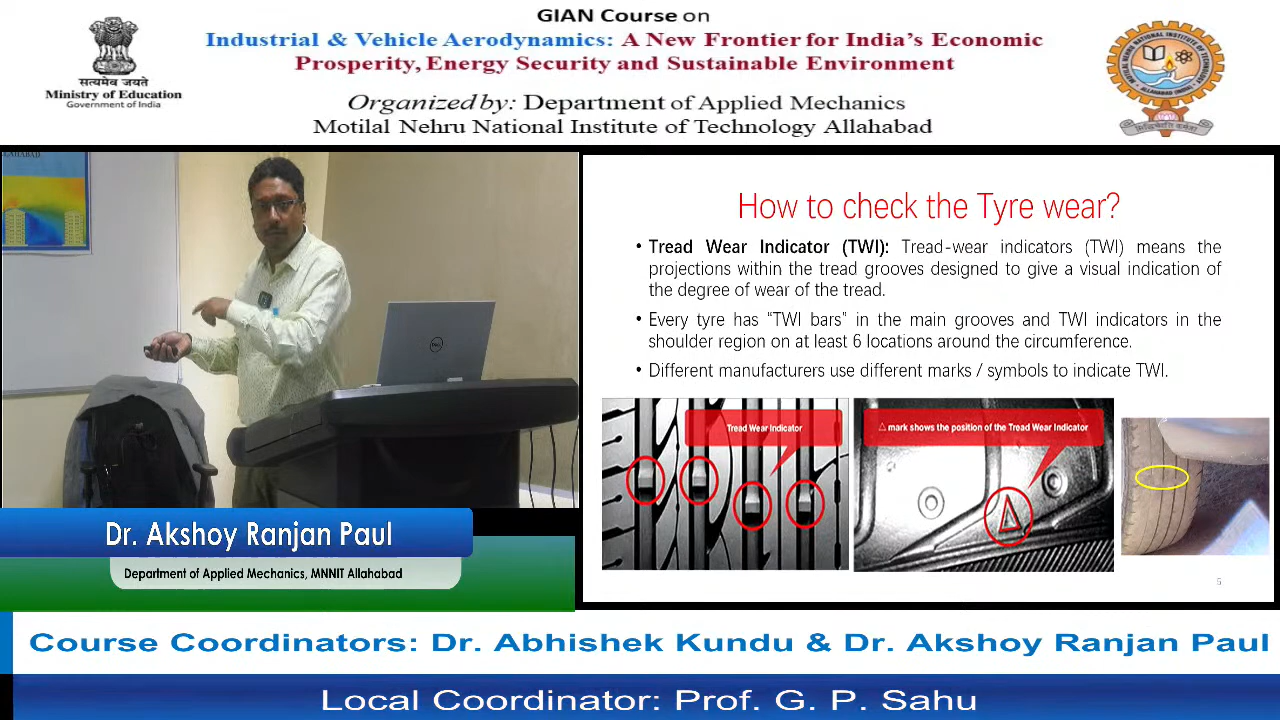 GIAN Course on
Industrial & Vehicle Aerodynamics: A New Frontier for India's Economic
Prosperity, Energy Security and Sustainable Environment
Organized by: Department of Applied Mechanics
Motilal Nehru National Institute of Technology Allahabad
सत्यमेव जयते
Ministry of Education
Government of India
How to check the Tyre wear?
• Tread Wear Indicator (TWI): Tread-wear indicators (TWI) means the
projections within the tread grooves designed to give a visual indication of
the degree of wear of the tread.
• Every tyre has “TWI bars” in the main grooves and TWI indicators in the
shoulder region on at least 6 locations around the circumference.
• Different manufacturers use different marks / symbols to indicate TWI.
Tread Wear Indicator
△ mark shows the position of the Tread Wear Indicator
5
DELL
Dr. Akshoy Ranjan Paul
Department of Applied Mechanics, MNNIT Allahabad
Course Coordinators: Dr. Abhishek Kundu & Dr. Akshoy Ranjan Paul
Local Coordinator: Prof. G. P. Sahu